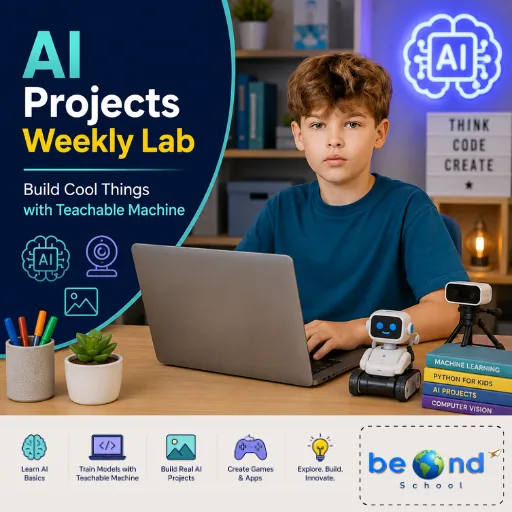 AI
Projects
Weekly Lab
Build Cool Things
with Teachable Machine
AI
AI
THINK
CODE
CREATE
MACHINE LEARNING
PYTHON FOR KIDS
AI PROJECTS
COMPUTER VISION
Learn AI
Basics
Train Models with
Teachable Machine
Build Real AI
Projects
Create Games
& Apps
Explore. Build.
Innovate.
beyond
School